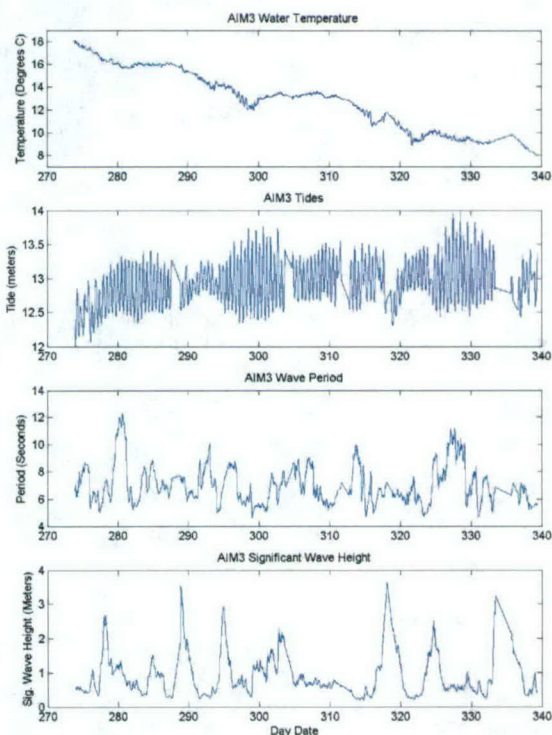 AIM3 Water Temperature
Temperature (Degrees C)
18
16
14
12
10
8
270 280 290 300 310 320 330 340
AIM3 Tides
Tide (meters)
14
13.5
13
12.5
12
270 280 290 300 310 320 330 340
AIM3 Wave Period
Period (Seconds)
14
12
10
8
6
4
270 280 290 300 310 320 330 340
AIM3 Significant Wave Height
Sig. Wave Height (Meters)
4
3
2
1
0
270 280 290 300 310 320 330 340
Day Date